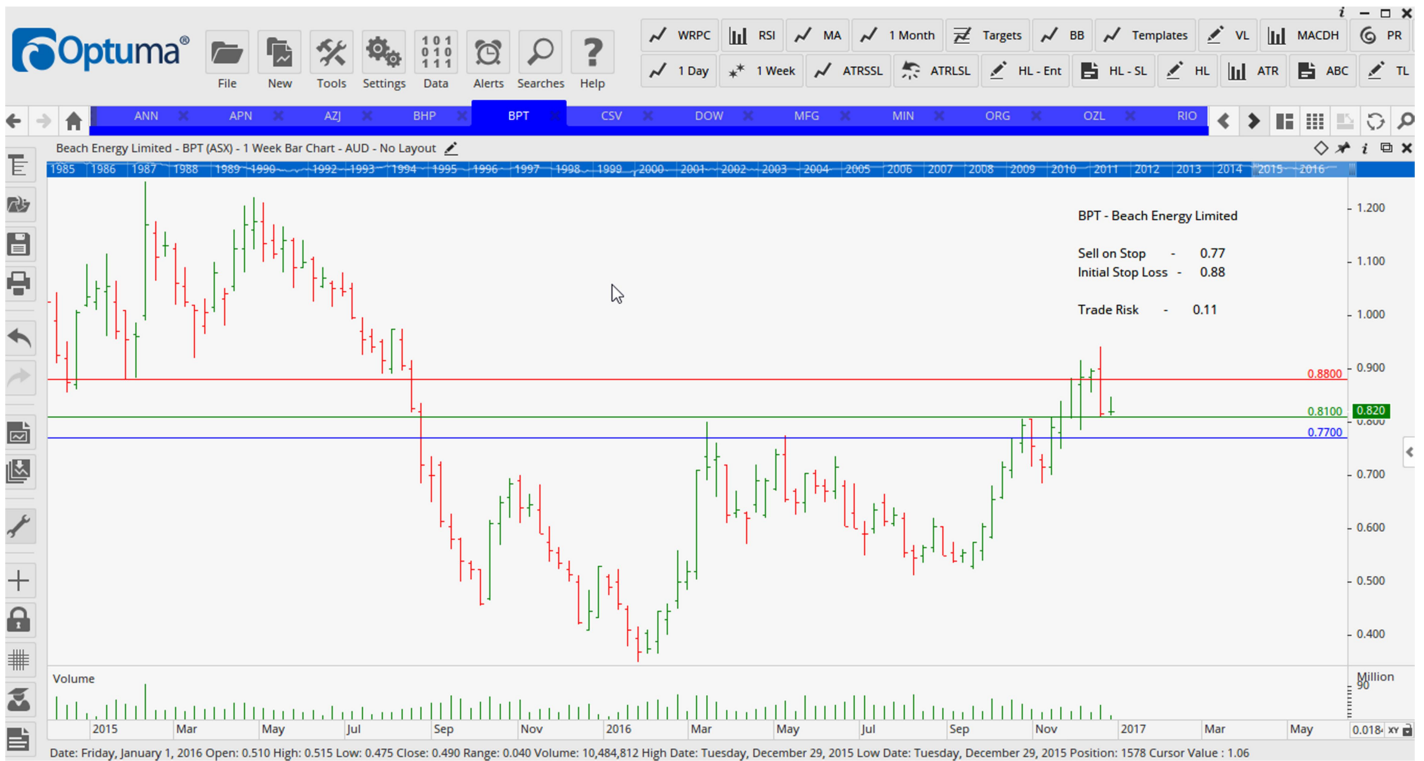 Optuma®
File New Tools Settings Data Alerts Searches Help
WRPC RSI MA 1 Month Targets BB Templates VL MACDH PR
1 Day 1 Week ATRSSL ATRLSL HL - Ent HL - SL HL ATR ABC TL
ANN APN AZJ BHP BPT CSV DOW MFG MIN ORG OZL RIO
Beach Energy Limited - BPT (ASX) - 1 Week Bar Chart - AUD - No Layout
1985 1986 1987 1988 1989 1990 1992 1993 1994 1995 1996 1997 1998 1999 2000 2001 2002 2003 2004 2005 2006 2007 2008 2009 2010 2011 2012 2013 2014 2015 2016
1.200
BPT - Beach Energy Limited
Sell on Stop - 0.77
1.100
Initial Stop Loss - 0.88
Trade Risk - 0.11
1.000
0.900
0.8800
0.8100 0.820
0.800
0.7700
0.700
0.600
0.500
0.400
Volume
Million
90
2015 Mar May Jul Sep Nov 2016 Mar May Jul Sep Nov 2017 Mar May 0.018 XY
Date: Friday, January 1, 2016 Open: 0.510 High: 0.515 Low: 0.475 Close: 0.490 Range: 0.040 Volume: 10,484,812 High Date: Tuesday, December 29, 2015 Low Date: Tuesday, December 29, 2015 Position: 1578 Cursor Value : 1.06